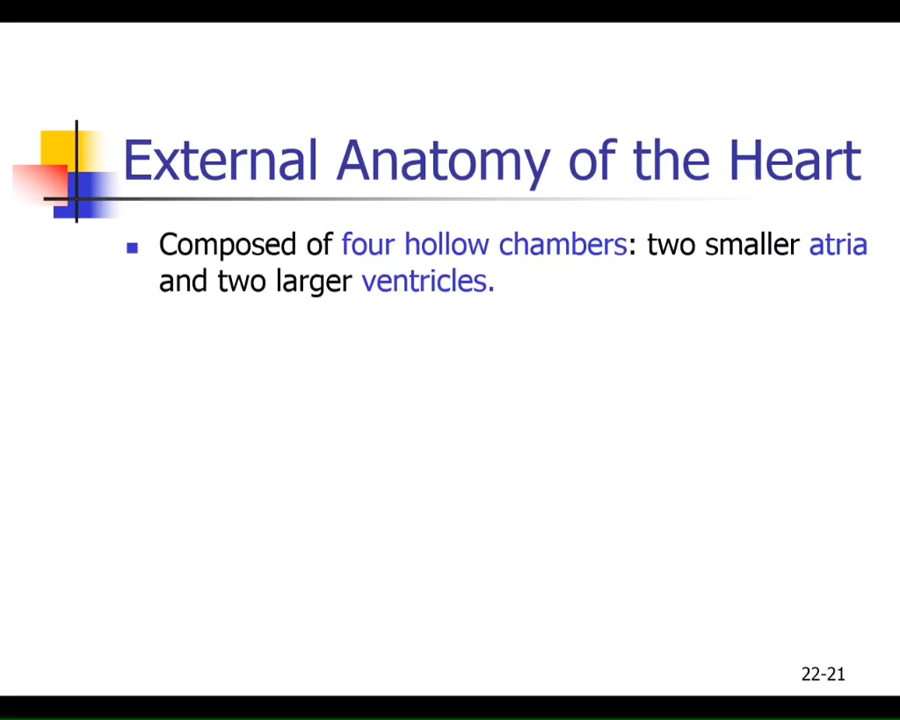 External Anatomy of the Heart
Composed of four hollow chambers: two smaller atria
and two larger ventricles.
22-21